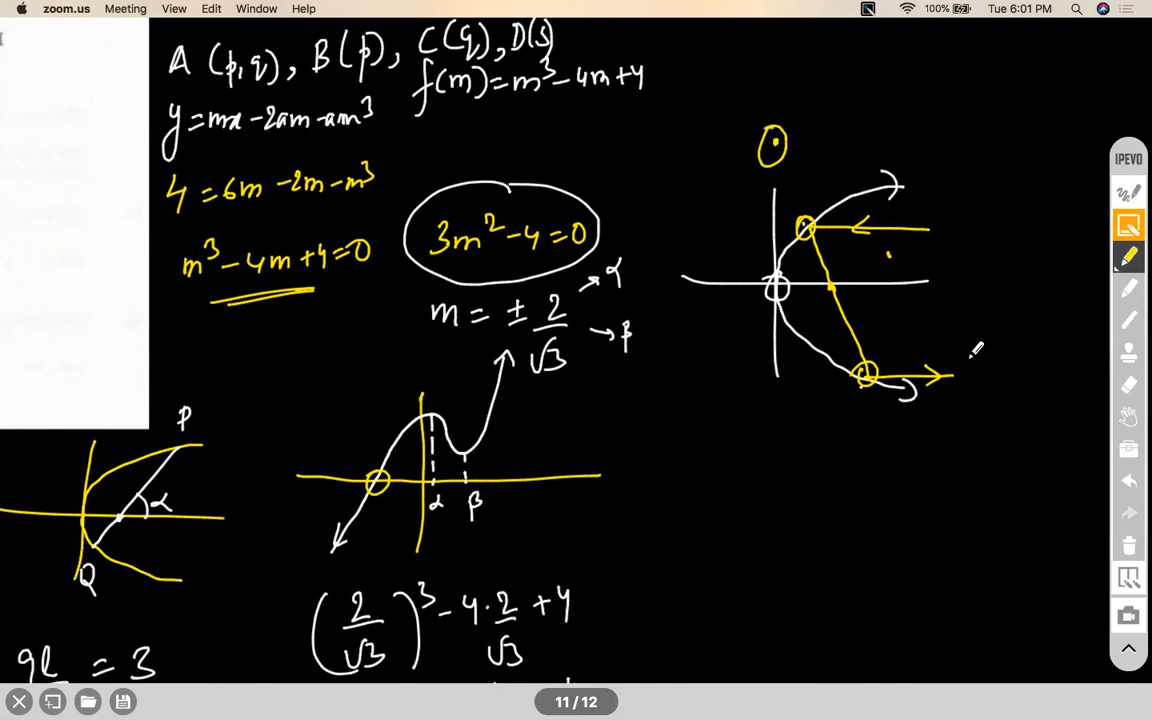 zoom.us Meeting View Edit Window Help 100% Tue 6:01 PM
A (p,q), B(p), C(q), D(s)
f(m)=m³-4m+4
y=mx-2am-am³
4=6m-2m-m³
3m²-4=0
m³-4m+4=0
m = ± 2/√3
→ α
→ β
α β
P
α
Q
(2/√3)³ - 4·2/√3 + 4
= 3
IPEVO
11 / 12